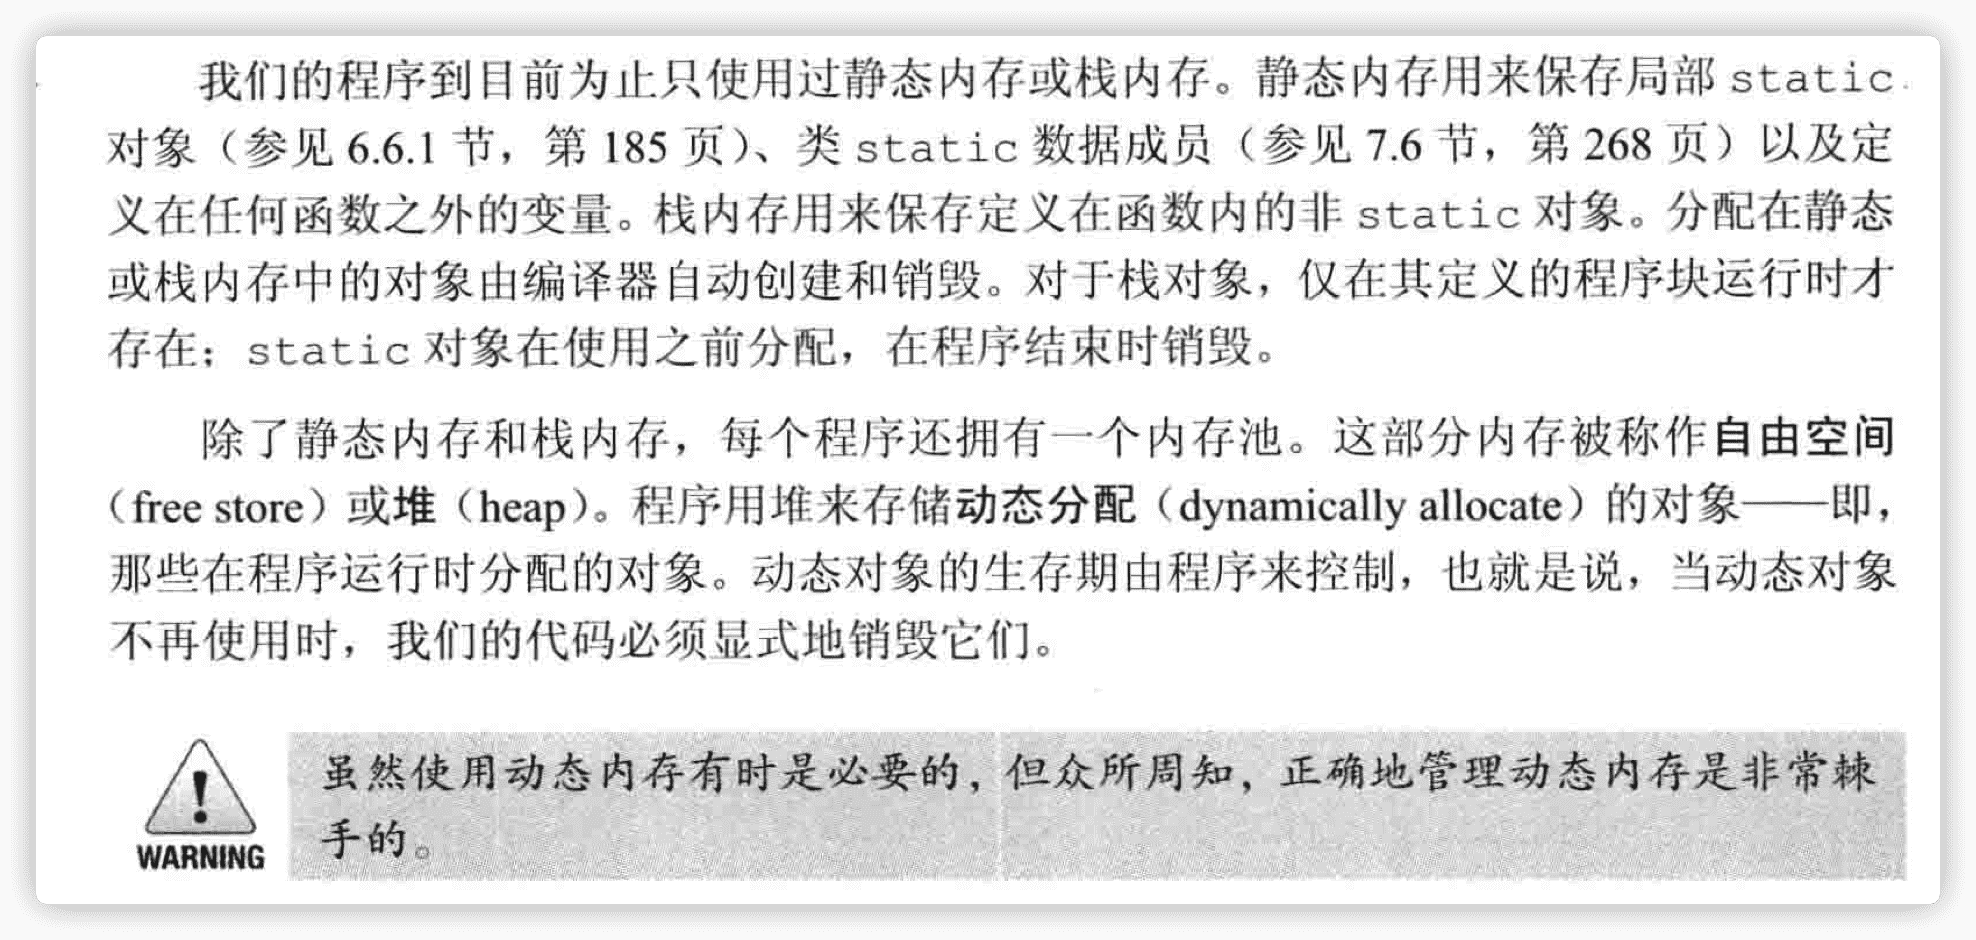 我们的程序到目前为止只使用过静态内存或栈内存。静态内存用来保存局部 static
对象（参见 6.6.1 节，第 185 页）、类 static 数据成员（参见 7.6 节，第 268 页）以及定
义在任何函数之外的变量。栈内存用来保存定义在函数内的非 static 对象。分配在静态
或栈内存中的对象由编译器自动创建和销毁。对于栈对象，仅在其定义的程序块运行时才
存在；static 对象在使用之前分配，在程序结束时销毁。
除了静态内存和栈内存，每个程序还拥有一个内存池。这部分内存被称作自由空间
（free store）或堆（heap）。程序用堆来存储动态分配（dynamically allocate）的对象——即，
那些在程序运行时分配的对象。动态对象的生存期由程序来控制，也就是说，当动态对象
不再使用时，我们的代码必须显式地销毁它们。
虽然使用动态内存有时是必要的，但众所周知，正确地管理动态内存是非常棘
手的。
WARNING